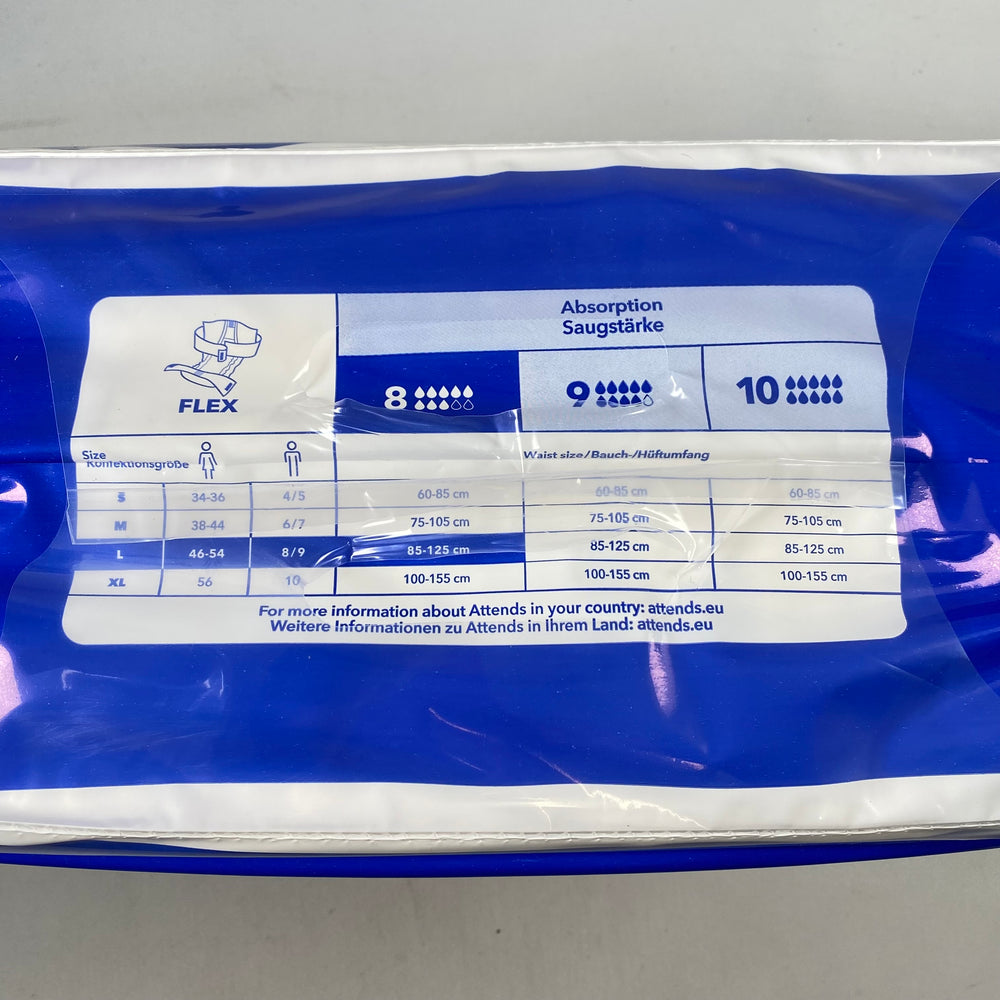 Absorption
Saugstärke
FLEX
8 9 10
Size
Konfektionsgröße
Waist size/Bauch-/Hüftumfang
S 34-36 4/5 60-85 cm 60-85 cm 60-85 cm
M 38-44 6/7 75-105 cm 75-105 cm 75-105 cm
L 46-54 8/9 85-125 cm 85-125 cm 85-125 cm
XL 56 10 100-155 cm 100-155 cm 100-155 cm
For more information about Attends in your country: attends.eu
Weitere Informationen zu Attends in Ihrem Land: attends.eu